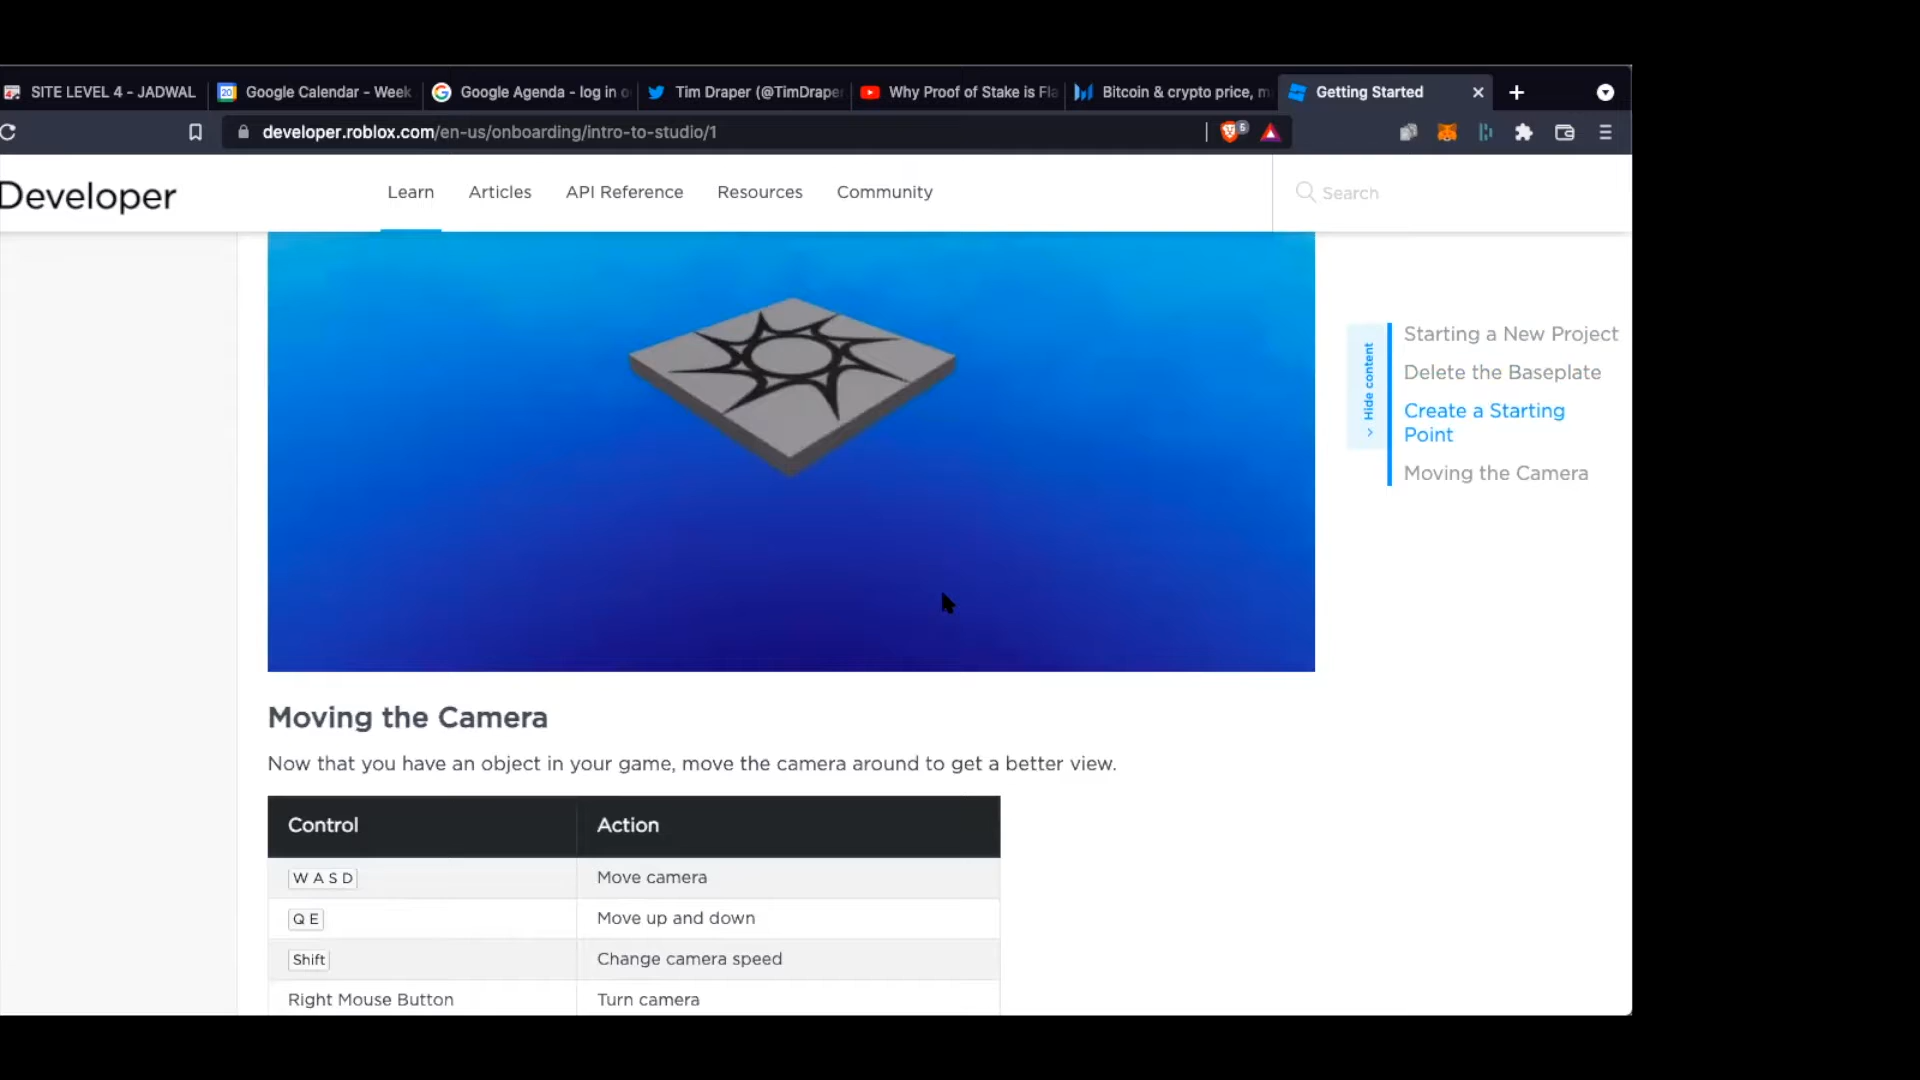 SITE LEVEL 4 - JADWAL
Google Calendar - Week
Google Agenda - log in o
Tim Draper (@TimDraper
Why Proof of Stake is Fla
Bitcoin & crypto price, m
Getting Started
developer.roblox.com/en-us/onboarding/intro-to-studio/1
Developer
Learn
Articles
API Reference
Resources
Community
Search
Hide content
Starting a New Project
Delete the Baseplate
Create a Starting
Point
Moving the Camera
Moving the Camera
Now that you have an object in your game, move the camera around to get a better view.
Control Action
W A S D Move camera
Q E Move up and down
Shift Change camera speed
Right Mouse Button Turn camera